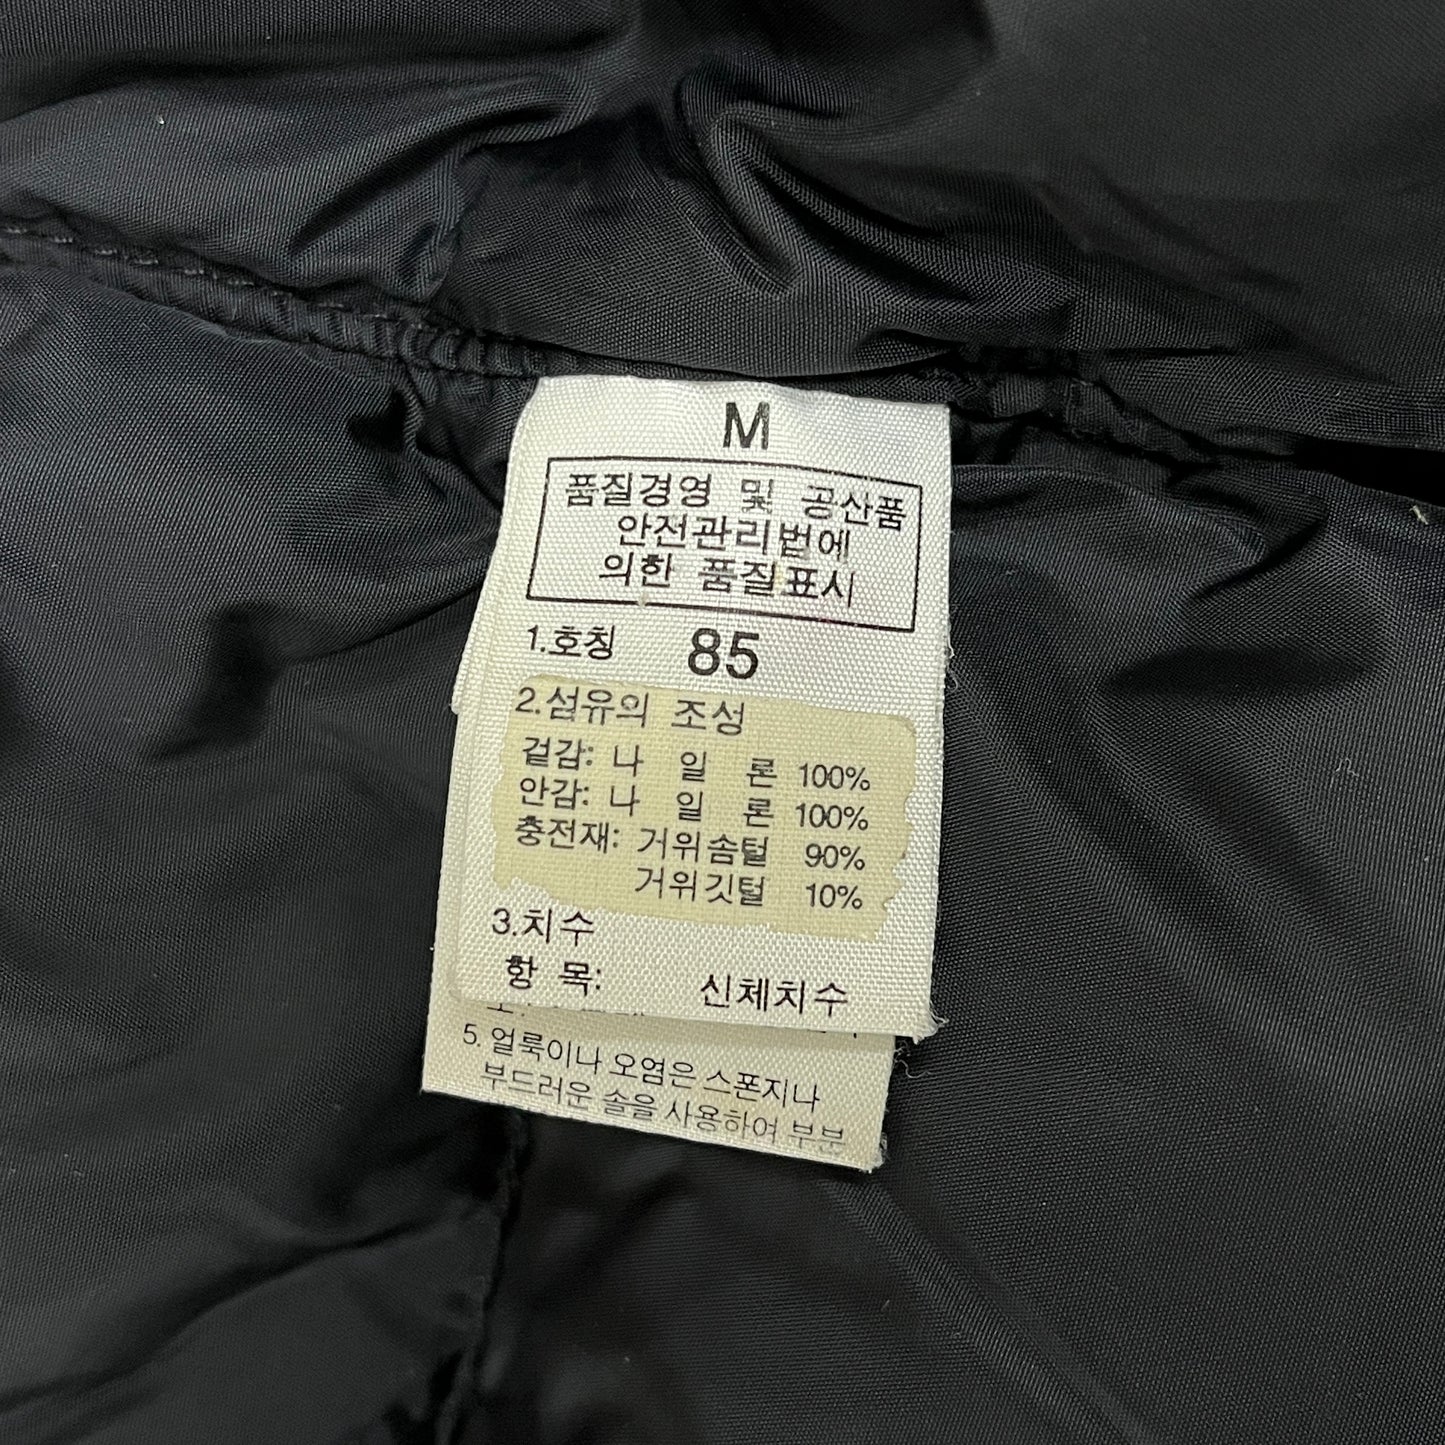 M
품질경영 및 공산품
안전관리법에
의한 품질표시
1.호칭 85
2.섬유의 조성
겉감: 나 일 론 100%
안감: 나 일 론 100%
충전재: 거위솜털 90%
거위깃털 10%
3.치수
항 목: 신체치수
5. 얼룩이나 오염은 스폰지나
부드러운 솔을 사용하여 부분